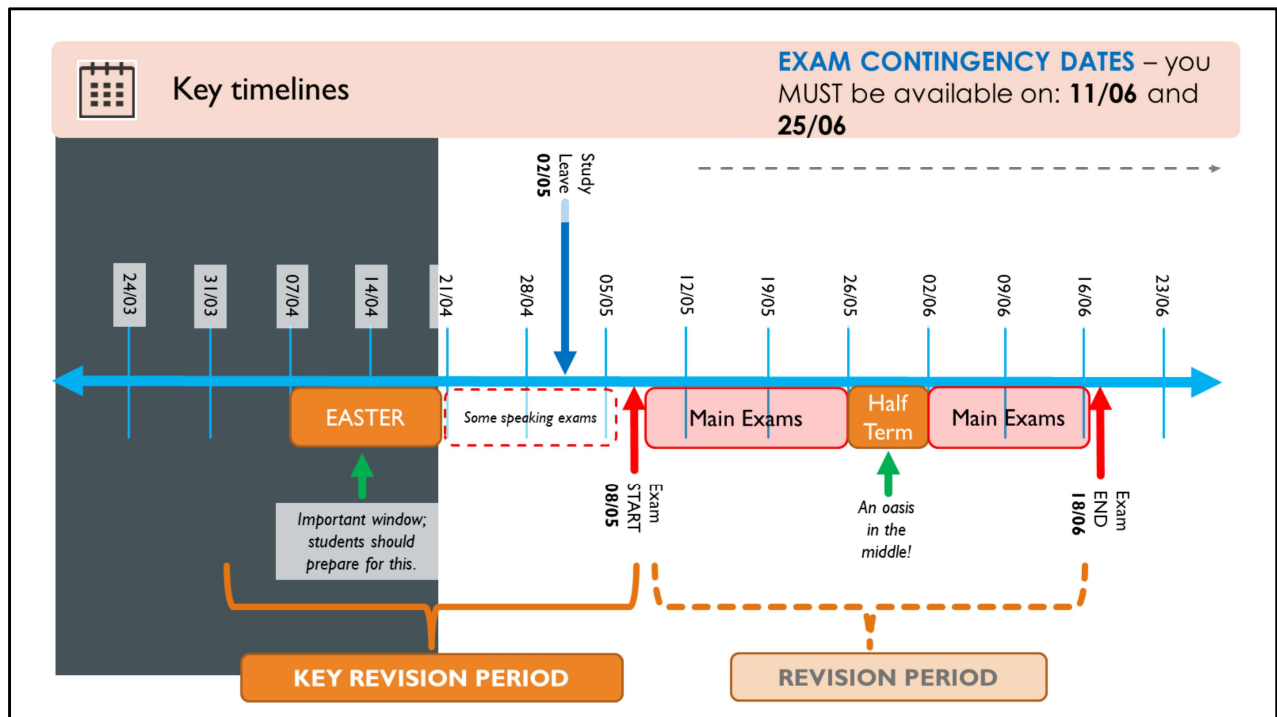 Key timelines
EXAM CONTINGENCY DATES – you
MUST be available on: 11/06 and
25/06
Study
Leave
02/05
24/03
31/03
07/04
14/04
21/04
28/04
05/05
12/05
19/05
26/05
02/06
09/06
16/06
23/06
EASTER
Some speaking exams
Main Exams
Half
Term
Main Exams
Important window;
students should
prepare for this.
Exam
START
08/05
An oasis
in the
middle!
Exam
END
18/06
KEY REVISION PERIOD
REVISION PERIOD